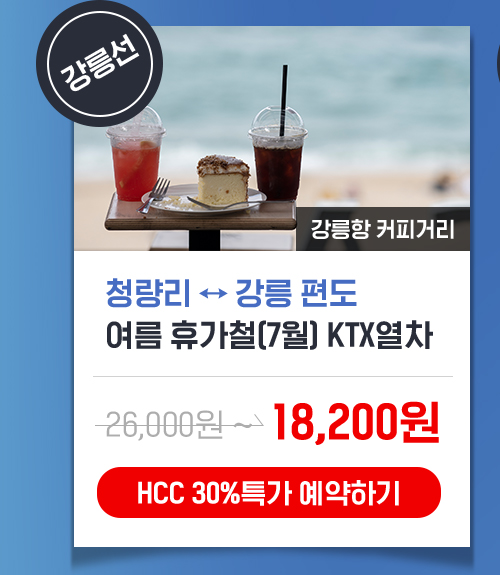 강릉선
강릉항 커피거리
청량리 ↔ 강릉 편도
여름 휴가철(7월) KTX열차
26,000원 ~ 18,200원
HCC 30%특가 예약하기